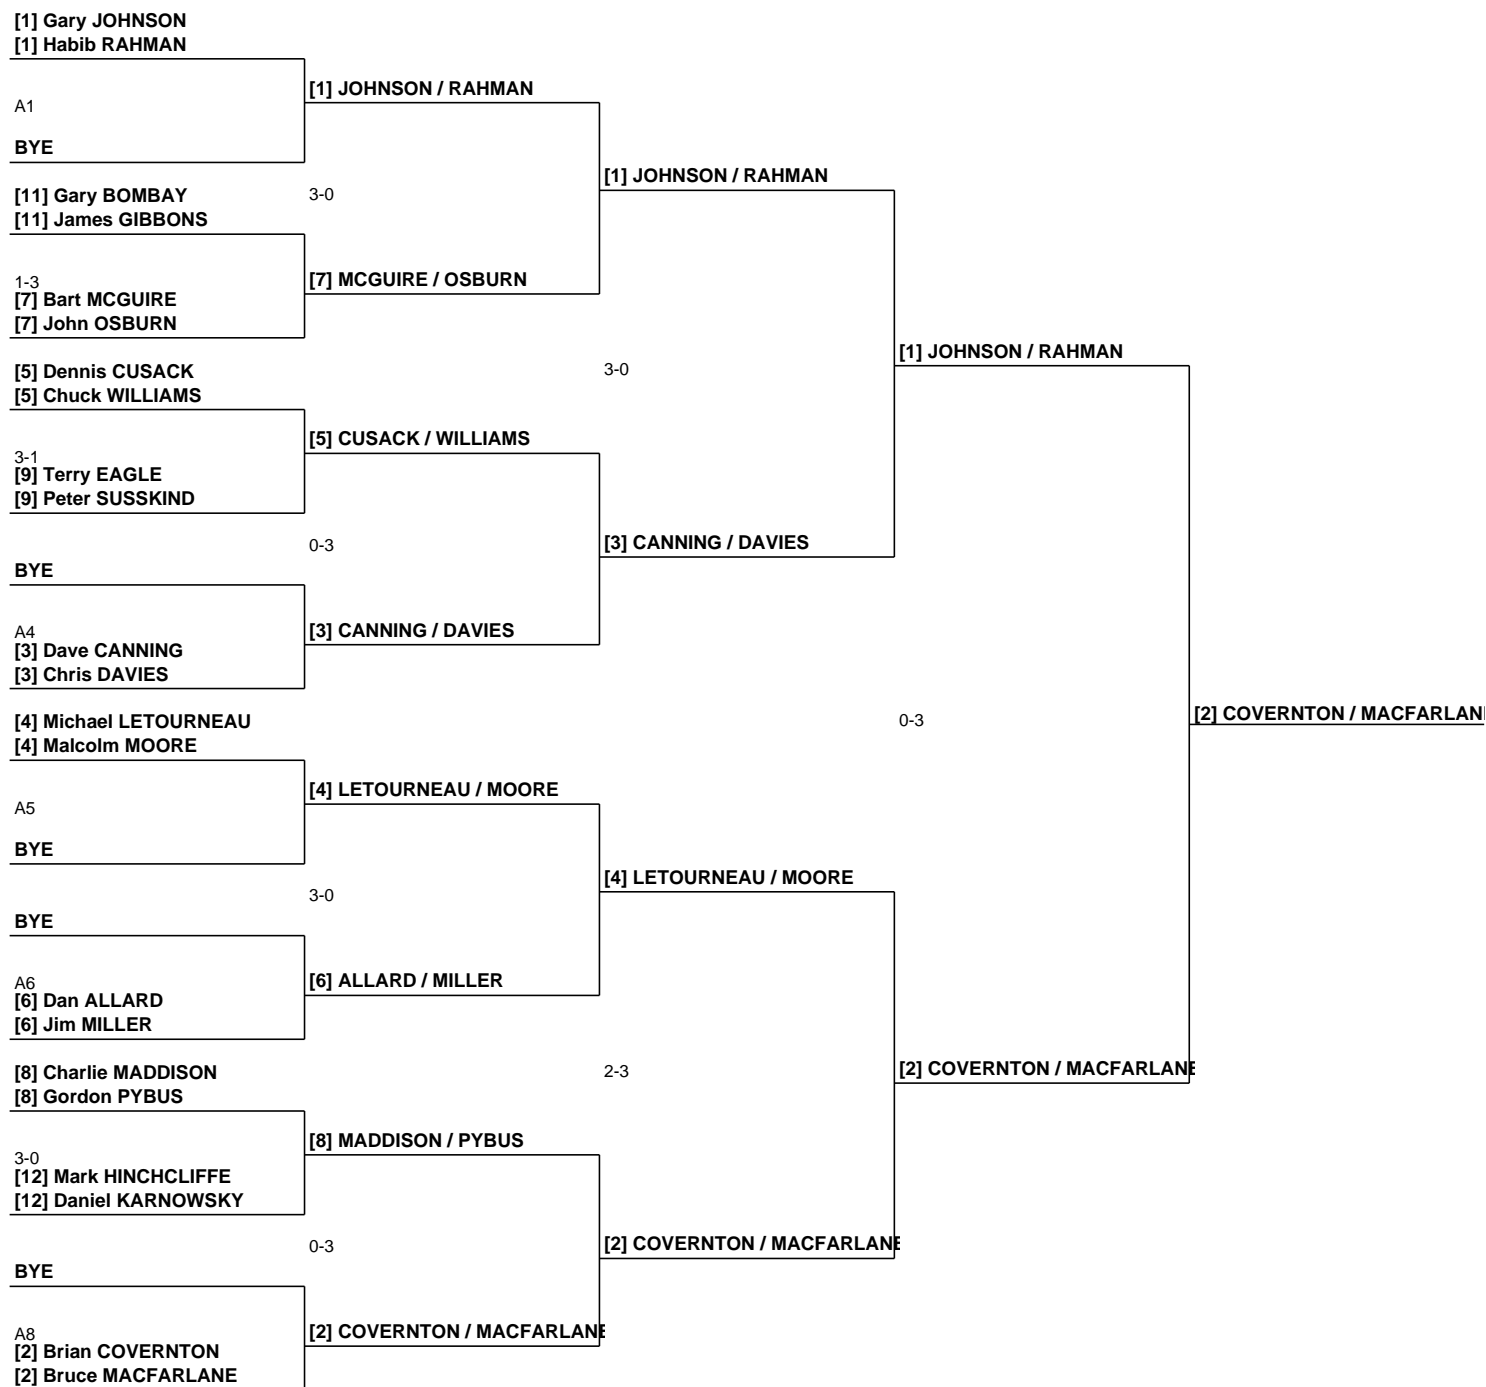 [1] Gary JOHNSON
[1] Habib RAHMAN
A1
BYE
[11] Gary BOMBAY
[11] James GIBBONS
1-3
[7] Bart MCGUIRE
[7] John OSBURN
[5] Dennis CUSACK
[5] Chuck WILLIAMS
3-1
[9] Terry EAGLE
[9] Peter SUSSKIND
BYE
A4
[3] Dave CANNING
[3] Chris DAVIES
[4] Michael LETOURNEAU
[4] Malcolm MOORE
A5
BYE
BYE
A6
[6] Dan ALLARD
[6] Jim MILLER
[8] Charlie MADDISON
[8] Gordon PYBUS
3-0
[12] Mark HINCHCLIFFE
[12] Daniel KARNOWSKY
BYE
A8
[2] Brian COVERNTON
[2] Bruce MACFARLANE
[1] JOHNSON / RAHMAN
3-0
[7] MCGUIRE / OSBURN
[5] CUSACK / WILLIAMS
0-3
[3] CANNING / DAVIES
[4] LETOURNEAU / MOORE
3-0
[6] ALLARD / MILLER
[8] MADDISON / PYBUS
0-3
[2] COVERNTON / MACFARLANE
[1] JOHNSON / RAHMAN
3-0
[3] CANNING / DAVIES
[4] LETOURNEAU / MOORE
2-3
[2] COVERNTON / MACFARLANE
[1] JOHNSON / RAHMAN
0-3
[2] COVERNTON / MACFARLANE
[2] COVERNTON / MACFARLAN